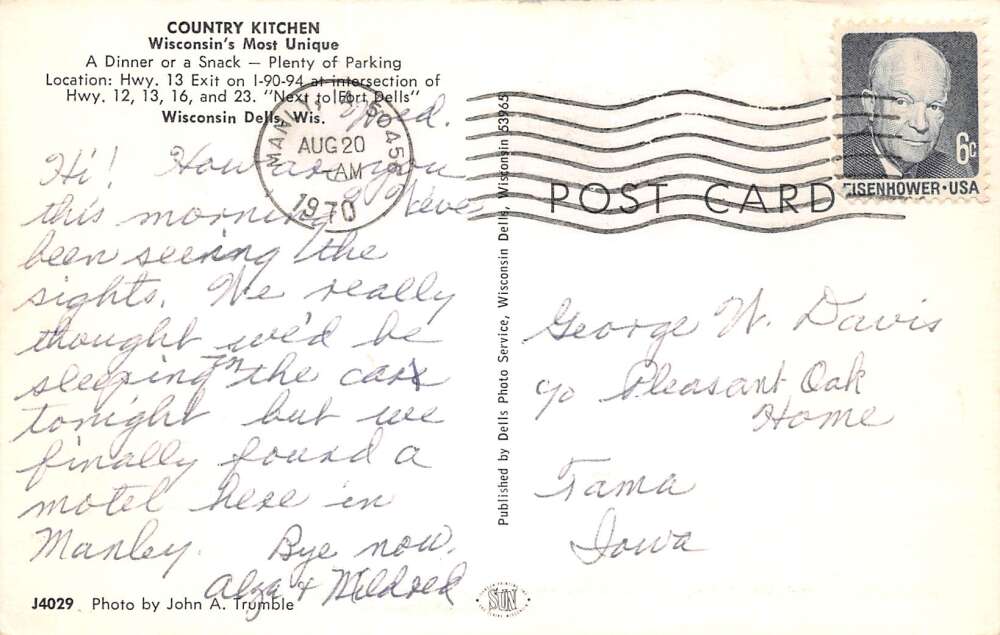 COUNTRY KITCHEN
Wisconsin's Most Unique
A Dinner or a Snack — Plenty of Parking
Location: Hwy. 13 Exit on I-90-94 at intersection of
Hwy. 12, 13, 16, and 23. "Next to Fort Dells"
Wisconsin Dells, Wis.
Wed.
Hi! How are you
this morning? We've
been seeing the
sights. We really
thought we'd be
sleeping in the car
tonight but we
finally found a
motel here in
Manley. Bye now.
Alza + Mildred
J4029 Photo by John A. Trumble
MANLY 50456
AUG 20
AM
1970
Published by Dells Photo Service, Wisconsin Dells, Wisconsin 53965
6c
EISENHOWER·USA
POST CARD
George W. Davis
c/o Pleasant Oak
Home
Tama
Iowa
SUN